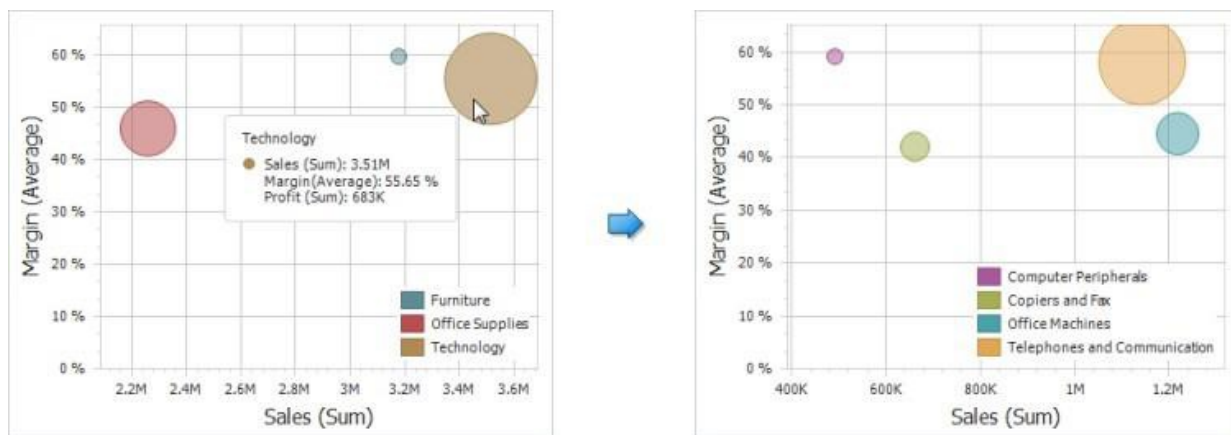 60 %
50 %
40 %
30 %
20 %
10 %
0 %
Margin (Average)
Technology
Sales (Sum): 3.51M
Margin(Average): 55.65 %
Profit (Sum): 683K
Furniture
Office Supplies
Technology
2.2M 2.4M 2.6M 2.8M 3M 3.2M 3.4M 3.6M
Sales (Sum)
60 %
50 %
40 %
30 %
20 %
10 %
0 %
Margin (Average)
Computer Peripherals
Copiers and Fax
Office Machines
Telephones and Communication
400K 600K 800K 1M 1.2M
Sales (Sum)